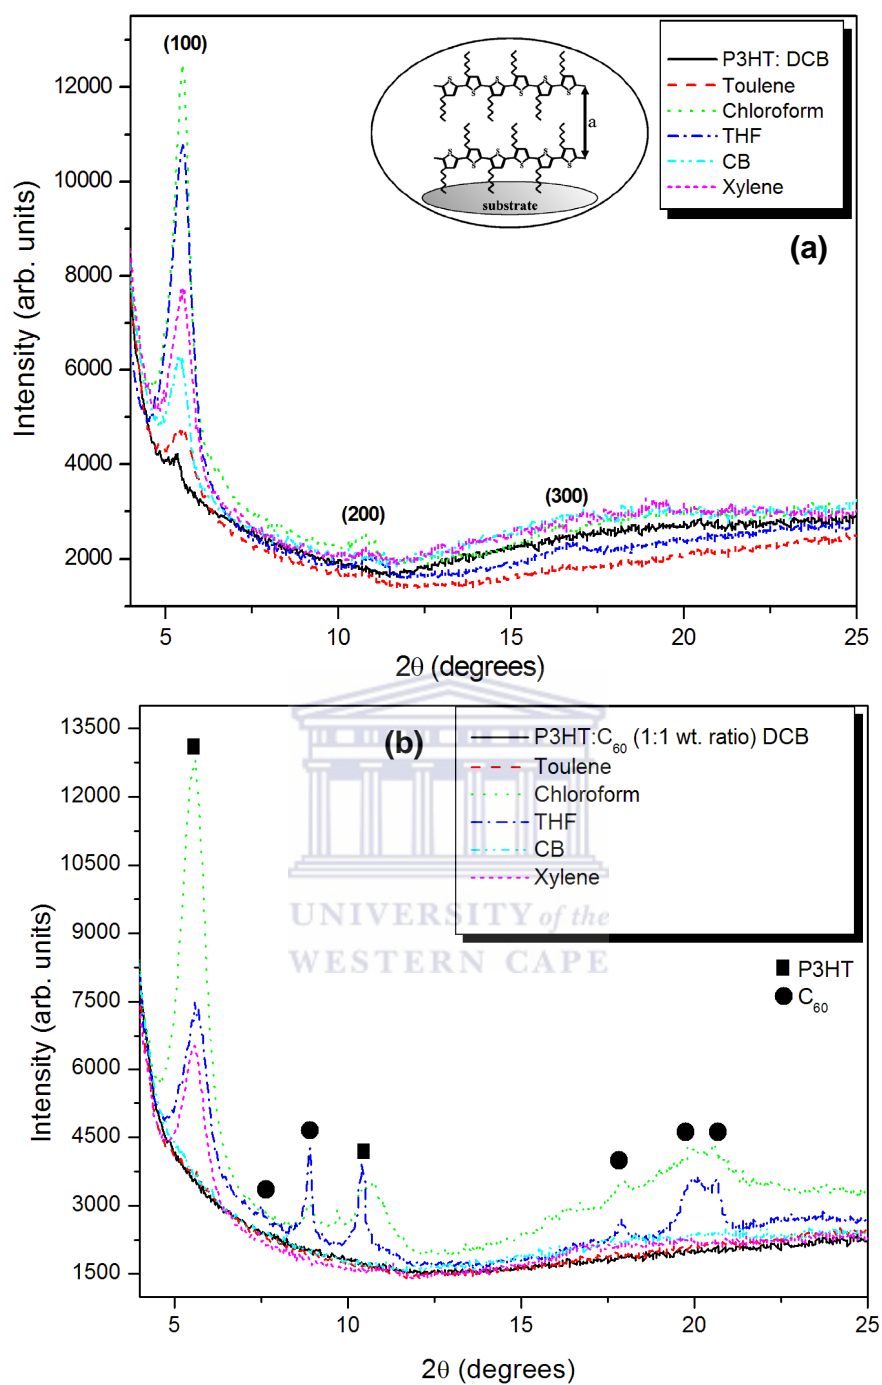 (100)
12000
10000
8000
6000
4000
2000
Intensity (arb. units)
P3HT: DCB
Toulene
Chloroform
THF
CB
Xylene
S S S S S S
a
S S S S S S
substrate
(a)
(200)
(300)
5 10 15 20 25
2θ (degrees)
13500
12000
10500
9000
7500
6000
4500
3000
1500
Intensity (arb. units)
(b)
P3HT:C60 (1:1 wt. ratio) DCB
Toulene
Chloroform
THF
CB
Xylene
UNIVERSITY of the
WESTERN CAPE
P3HT
C60
5 10 15 20 25
2θ (degrees)